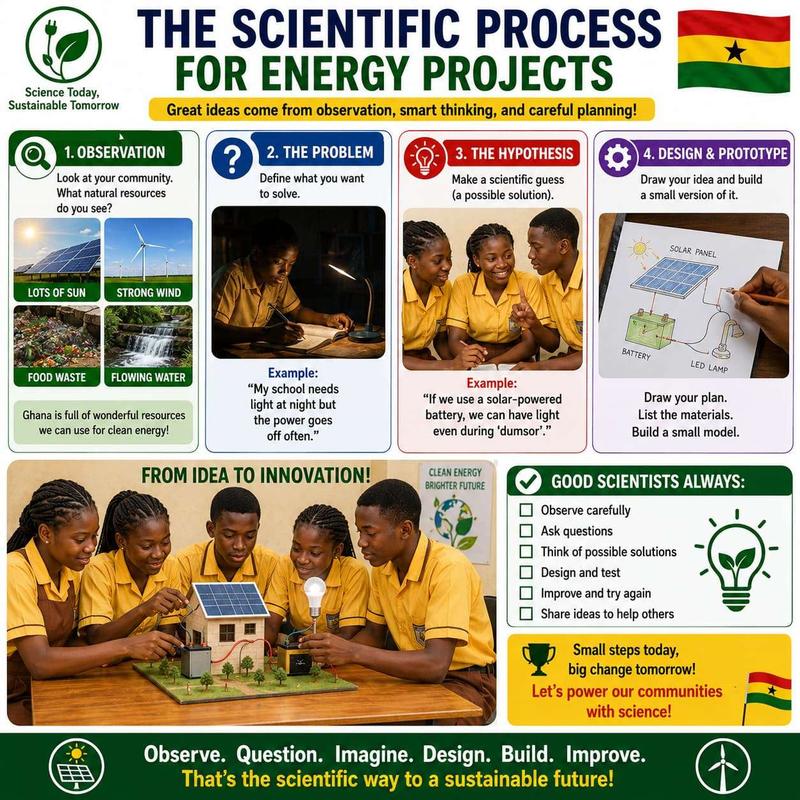 THE SCIENTIFIC PROCESS
FOR ENERGY PROJECTS
Science Today,
Sustainable Tomorrow
Great ideas come from observation, smart thinking, and careful planning!
1. OBSERVATION
Look at your community.
What natural resources
do you see?
LOTS OF SUN
STRONG WIND
FOOD WASTE
FLOWING WATER
Ghana is full of wonderful resources
we can use for clean energy!
?
2. THE PROBLEM
Define what you want
to solve.
Example:
“My school needs
light at night but
the power goes
off often.”
3. THE HYPOTHESIS
Make a scientific guess
(a possible solution).
Example:
“If we use a solar-powered
battery, we can have light
even during ‘dumsor’.”
4. DESIGN & PROTOTYPE
Draw your idea and build
a small version of it.
SOLAR PANEL
BATTERY
LED LAMP
Draw your plan.
List the materials.
Build a small model.
FROM IDEA TO INNOVATION!
CLEAN ENERGY
BRIGHTER FUTURE
GOOD SCIENTISTS ALWAYS:
Observe carefully
Ask questions
Think of possible solutions
Design and test
Improve and try again
Share ideas to help others
Small steps today,
big change tomorrow!
Let's power our communities
with science!
Observe. Question. Imagine. Design. Build. Improve.
That's the scientific way to a sustainable future!